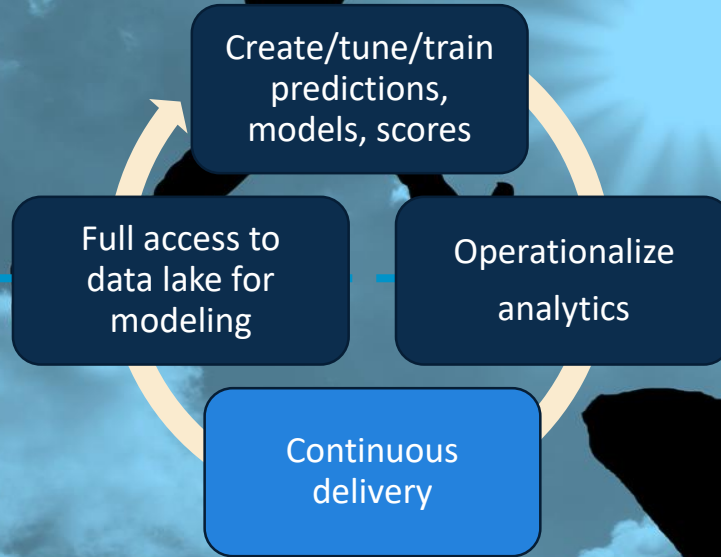 Create/tune/train
predictions,
models, scores
Full access to
data lake for
modeling
Operationalize
analytics
Continuous
delivery